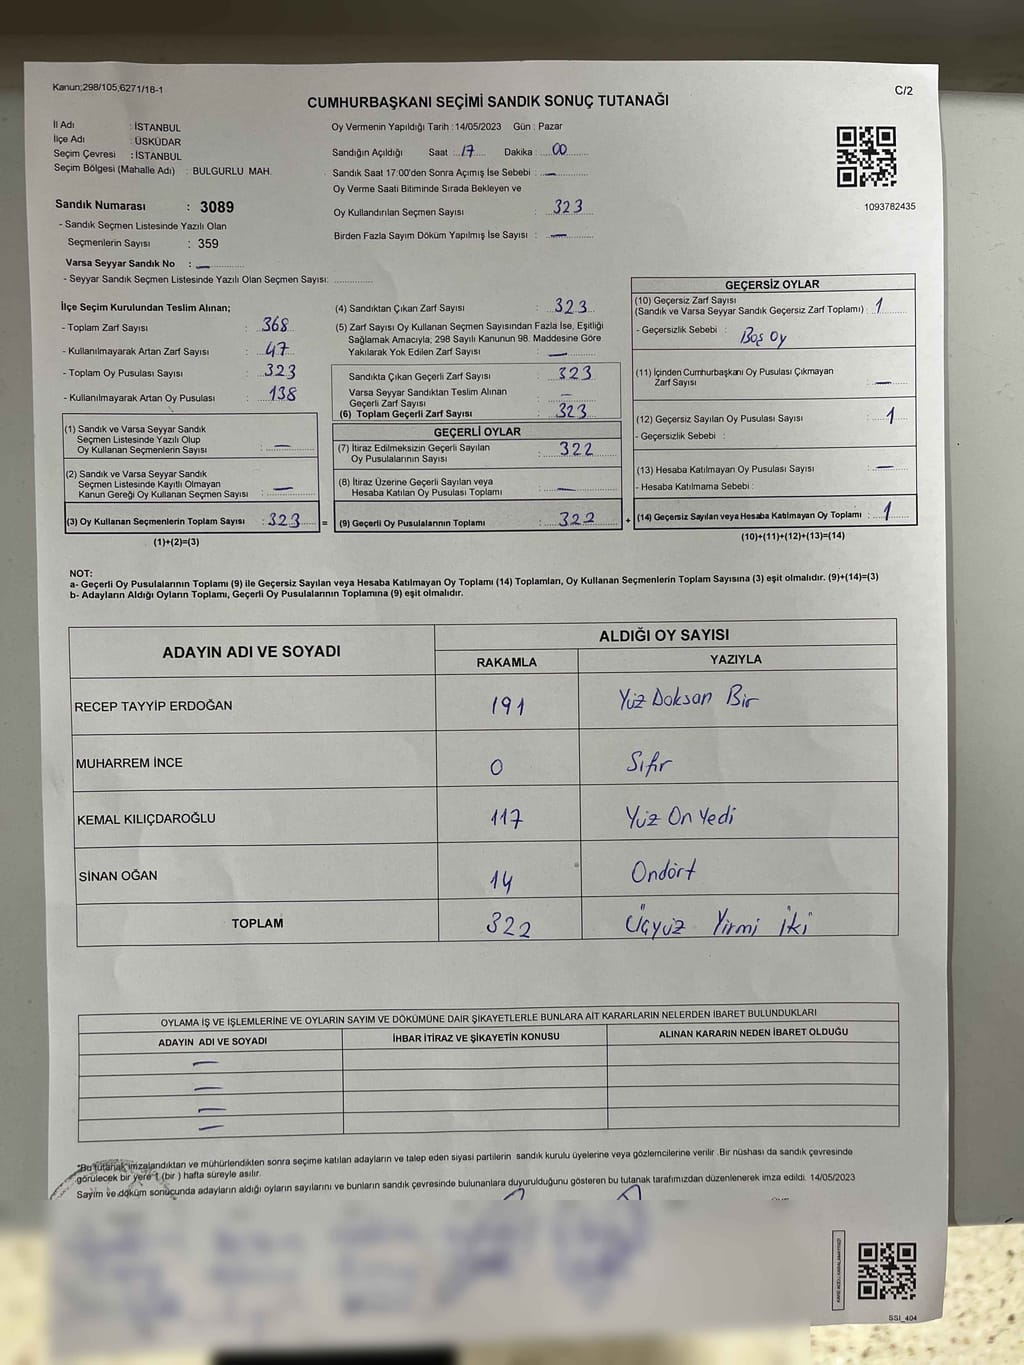 Kanun;298/105,6271/18-1
C/2
CUMHURBAŞKANI SEÇİMİ SANDIK SONUÇ TUTANAĞI
İl Adı : İSTANBUL
İlçe Adı : ÜSKÜDAR
Seçim Çevresi : İSTANBUL
Seçim Bölgesi (Mahalle Adı) : BULGURLU MAH.
Sandık Numarası : 3089
- Sandık Seçmen Listesinde Yazılı Olan
Seçmenlerin Sayısı : 359
Varsa Seyyar Sandık No : —
- Seyyar Sandık Seçmen Listesinde Yazılı Olan Seçmen Sayısı:
Oy Vermenin Yapıldığı Tarih : 14/05/2023 Gün : Pazar
Sandığın Açıldığı Saat : 17 Dakika : 00
Sandık Saat 17:00'den Sonra Açımış İse Sebebi : —
Oy Verme Saati Bitiminde Sırada Bekleyen ve
Oy Kullandırılan Seçmen Sayısı : 323
Birden Fazla Sayım Döküm Yapılmış İse Sayısı : —
1093782435
İlçe Seçim Kurulundan Teslim Alınan;
- Toplam Zarf Sayısı : 368
- Kullanılmayarak Artan Zarf Sayısı : 47
- Toplam Oy Pusulası Sayısı : 323
- Kullanılmayarak Artan Oy Pusulası : 138
(1) Sandık ve Varsa Seyyar Sandık
Seçmen Listesinde Yazılı Olup
Oy Kullanan Seçmenlerin Sayısı : —
(2) Sandık ve Varsa Seyyar Sandık
Seçmen Listesinde Kayıtlı Olmayan
Kanun Gereği Oy Kullanan Seçmen Sayısı : —
(3) Oy Kullanan Seçmenlerin Toplam Sayısı : 323 =
(1)+(2)=(3)
(4) Sandıktan Çıkan Zarf Sayısı : 323
(5) Zarf Sayısı Oy Kullanan Seçmen Sayısından Fazla İse, Eşitliği
Sağlamak Amacıyla; 298 Sayılı Kanunun 98. Maddesine Göre
Yakılarak Yok Edilen Zarf Sayısı : —
Sandıkta Çıkan Geçerli Zarf Sayısı : 323
Varsa Seyyar Sandıktan Teslim Alınan
Geçerli Zarf Sayısı : —
(6) Toplam Geçerli Zarf Sayısı : 323
GEÇERLİ OYLAR
(7) İtiraz Edilmeksizin Geçerli Sayılan
Oy Pusulalarının Sayısı : 322
(8) İtiraz Üzerine Geçerli Sayılan veya
Hesaba Katılan Oy Pusulası Toplamı : —
(9) Geçerli Oy Pusulalarının Toplamı : 322 +
GEÇERSİZ OYLAR
(10) Geçersiz Zarf Sayısı
(Sandık ve Varsa Seyyar Sandık Geçersiz Zarf Toplamı) : 1
- Geçersizlik Sebebi : Boş Oy
(11) İçinden Cumhurbaşkanı Oy Pusulası Çıkmayan
Zarf Sayısı : —
(12) Geçersiz Sayılan Oy Pusulası Sayısı : 1
- Geçersizlik Sebebi :
(13) Hesaba Katılmayan Oy Pusulası Sayısı : —
- Hesaba Katılmama Sebebi :
(14) Geçersiz Sayılan veya Hesaba Katılmayan Oy Toplamı : 1
(10)+(11)+(12)+(13)=(14)
NOT:
a- Geçerli Oy Pusulalarının Toplamı (9) ile Geçersiz Sayılan veya Hesaba Katılmayan Oy Toplamı (14) Toplamları, Oy Kullanan Seçmenlerin Toplam Sayısına (3) eşit olmalıdır. (9)+(14)=(3)
b- Adayların Aldığı Oyların Toplamı, Geçerli Oy Pusulalarının Toplamına (9) eşit olmalıdır.
ADAYIN ADI VE SOYADI ALDIĞI OY SAYISI
RAKAMLA YAZIYLA
RECEP TAYYİP ERDOĞAN 191 Yüz Doksan Bir
MUHARREM İNCE 0 Sıfır
KEMAL KILIÇDAROĞLU 117 Yüz On Yedi
SİNAN OĞAN 14 Ondört
TOPLAM 322 Üçyüz Yirmi İki
OYLAMA İŞ VE İŞLEMLERİNE VE OYLARIN SAYIM VE DÖKÜMÜNE DAİR ŞİKAYETLERLE BUNLARA AİT KARARLARIN NELERDEN İBARET BULUNDUKLARI
ADAYIN ADI VE SOYADI İHBAR İTİRAZ VE ŞİKAYETİN KONUSU ALINAN KARARIN NEDEN İBARET OLDUĞU
—
—
—
—
*Bu tutanak imzalandıktan ve mühürlendikten sonra seçime katılan adayların ve talep eden siyasi partilerin sandık kurulu üyelerine veya gözlemcilerine verilir .Bir nüshası da sandık çevresinde
görülecek bir yere 1 (bir ) hafta süreyle asılır.
Sayım ve döküm sonucunda adayların aldığı oyların sayılarını ve bunların sandık çevresinde bulunanlara duyurulduğunu gösteren bu tutanak tarafımızdan düzenlenerek imza edildi. 14/05/2023
SSI_404